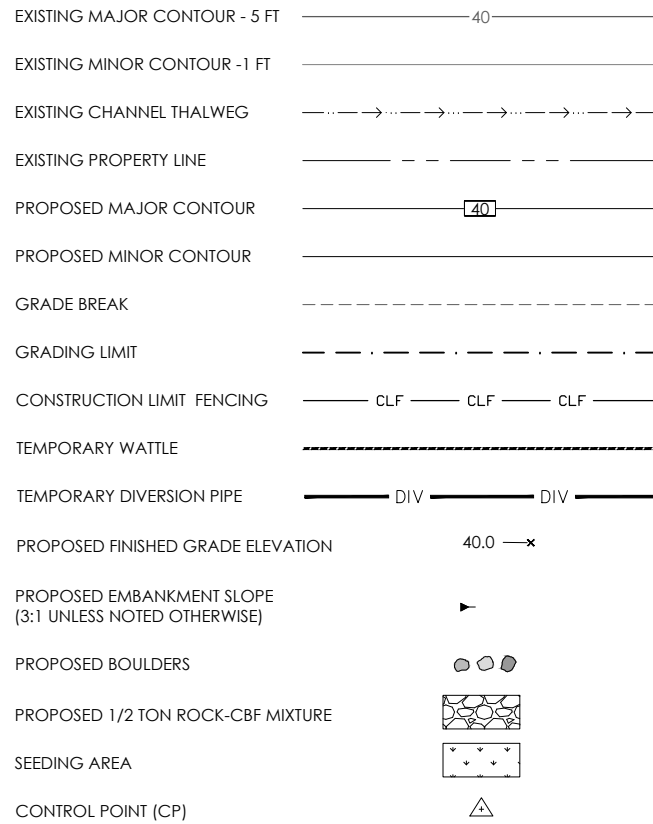 EXISTING MAJOR CONTOUR - 5 FT 40
EXISTING MINOR CONTOUR -1 FT
EXISTING CHANNEL THALWEG
EXISTING PROPERTY LINE
PROPOSED MAJOR CONTOUR 40
PROPOSED MINOR CONTOUR
GRADE BREAK
GRADING LIMIT
CONSTRUCTION LIMIT FENCING CLF CLF CLF
TEMPORARY WATTLE
TEMPORARY DIVERSION PIPE DIV DIV
PROPOSED FINISHED GRADE ELEVATION 40.0
PROPOSED EMBANKMENT SLOPE
(3:1 UNLESS NOTED OTHERWISE)
PROPOSED BOULDERS
PROPOSED 1/2 TON ROCK-CBF MIXTURE
SEEDING AREA
CONTROL POINT (CP)